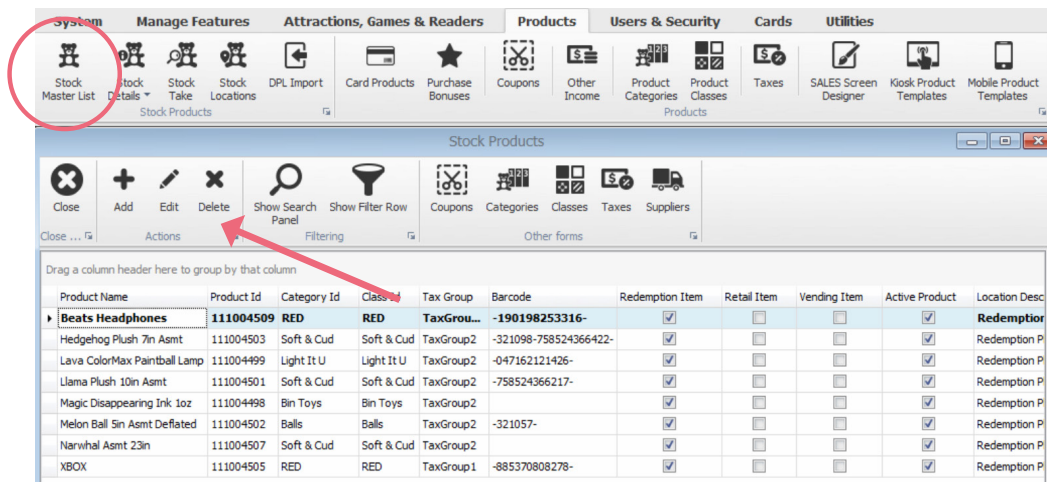 System Manage Features Attractions, Games & Readers Products Users & Security Cards Utilities
Stock Master List Stock Details Stock Take Stock Locations DPL Import Card Products Purchase Bonuses Coupons Other Income Product Categories Product Classes Taxes SALES Screen Designer Kiosk Product Templates Mobile Product Templates
Stock Products Products
Stock Products
Close Add Edit Delete Show Search Panel Show Filter Row Coupons Categories Classes Taxes Suppliers
Close ... Actions Filtering Other forms
Drag a column header here to group by that column
Product Name Product Id Category Id Class Id Tax Group Barcode Redemption Item Retail Item Vending Item Active Product Location Desc
Beats Headphones 111004509 RED RED TaxGrou... -190198253316- Redemption
Hedgehog Plush 7in Asmt 111004503 Soft & Cud Soft & Cud TaxGroup2 -321098-758524366422- Redemption P
Lava ColorMax Paintball Lamp 111004499 Light It U Light It U TaxGroup2 -047162121426- Redemption P
Llama Plush 10in Asmt 111004501 Soft & Cud Soft & Cud TaxGroup2 -758524366217- Redemption P
Magic Disappearing Ink 1oz 111004498 Bin Toys Bin Toys TaxGroup2 Redemption P
Melon Ball 5in Asmt Deflated 111004502 Balls Balls TaxGroup2 -321057- Redemption P
Narwhal Asmt 23in 111004507 Soft & Cud Soft & Cud TaxGroup2 Redemption P
XBOX 111004505 RED RED TaxGroup1 -885370808278- Redemption P